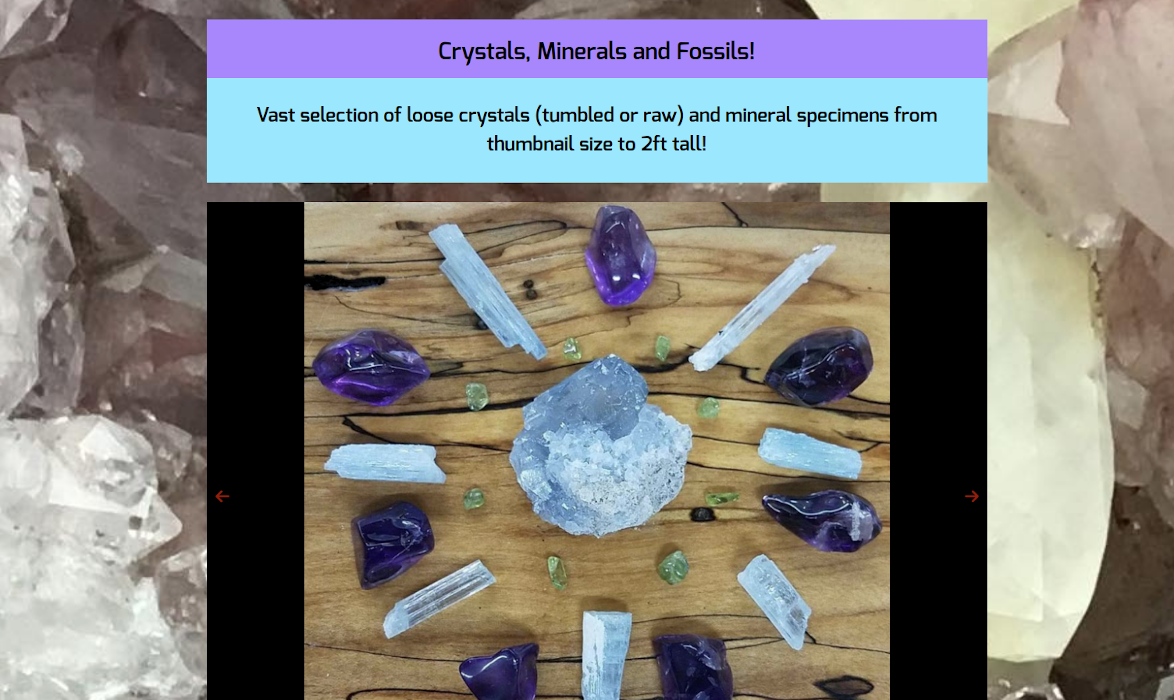 Crystals, Minerals and Fossils!
Vast selection of loose crystals (tumbled or raw) and mineral specimens from
thumbnail size to 2ft tall!